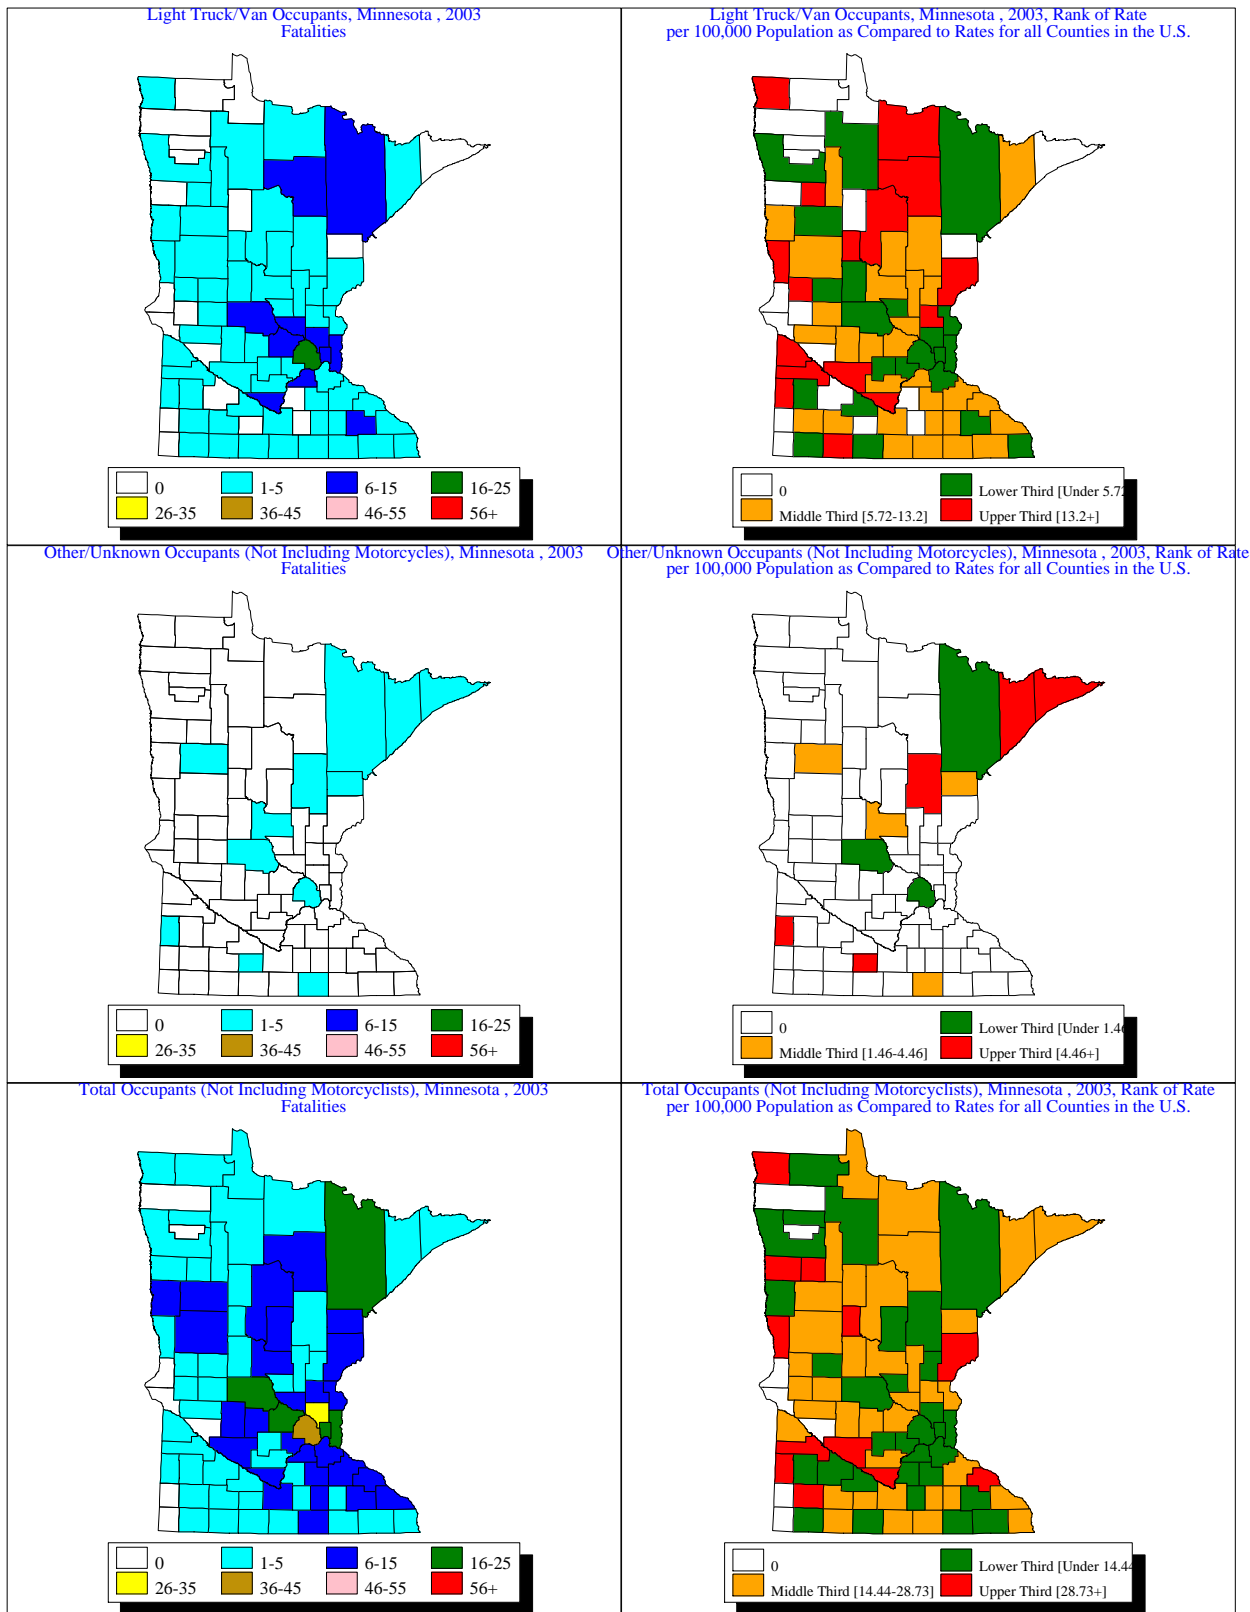 Light Truck/Van Occupants, Minnesota , 2003
Fatalities
0
1-5
6-15
16-25
26-35
36-45
46-55
56+
Light Truck/Van Occupants, Minnesota , 2003, Rank of Rate
per 100,000 Population as Compared to Rates for all Counties in the U.S.
0
Lower Third [Under 5.72
Middle Third [5.72-13.2]
Upper Third [13.2+]
Other/Unknown Occupants (Not Including Motorcycles), Minnesota , 2003
Fatalities
0
1-5
6-15
16-25
26-35
36-45
46-55
56+
Other/Unknown Occupants (Not Including Motorcycles), Minnesota , 2003, Rank of Rate
per 100,000 Population as Compared to Rates for all Counties in the U.S.
0
Lower Third [Under 1.46
Middle Third [1.46-4.46]
Upper Third [4.46+]
Total Occupants (Not Including Motorcyclists), Minnesota , 2003
Fatalities
0
1-5
6-15
16-25
26-35
36-45
46-55
56+
Total Occupants (Not Including Motorcyclists), Minnesota , 2003, Rank of Rate
per 100,000 Population as Compared to Rates for all Counties in the U.S.
0
Lower Third [Under 14.44
Middle Third [14.44-28.73]
Upper Third [28.73+]